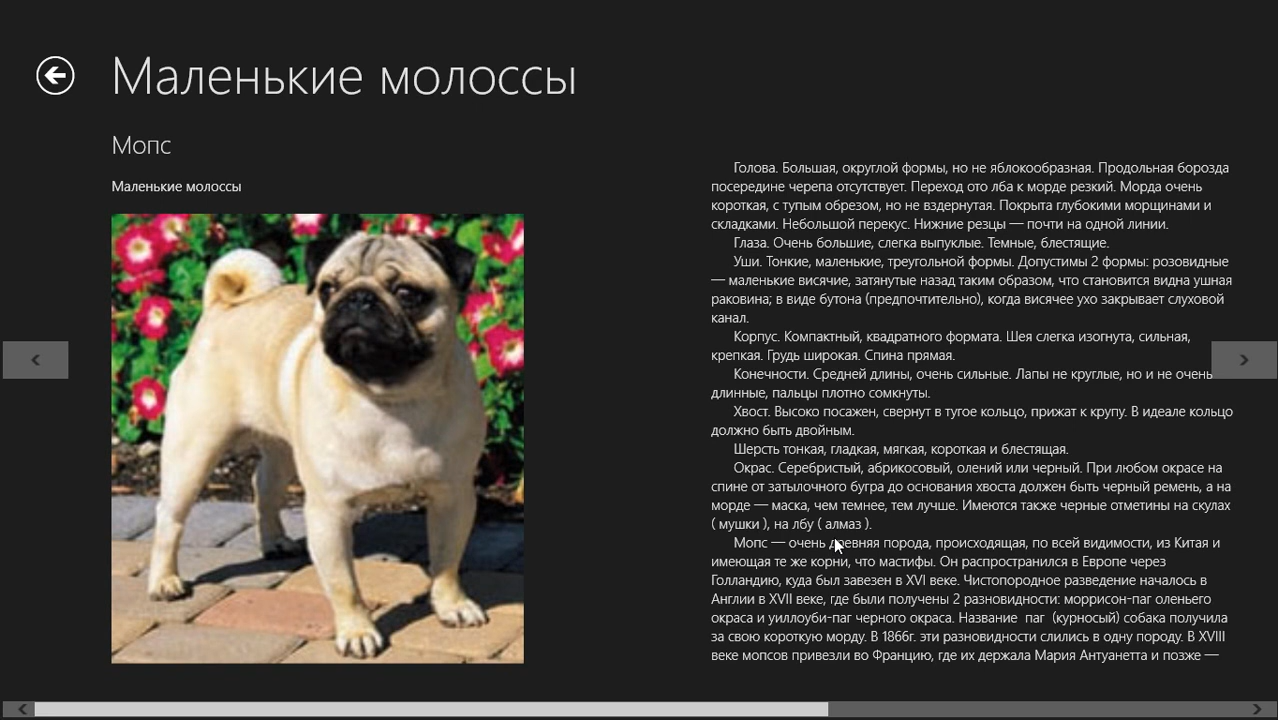 Маленькие молоссы
Мопс
Маленькие молоссы
Голова. Большая, округлой формы, но не яблокообразная. Продольная борозда
посередине черепа отсутствует. Переход ото лба к морде резкий. Морда очень
короткая, с тупым обрезом, но не вздернутая. Покрыта глубокими морщинами и
складками. Небольшой перекус. Нижние резцы — почти на одной линии.
Глаза. Очень большие, слегка выпуклые. Темные, блестящие.
Уши. Тонкие, маленькие, треугольной формы. Допустимы 2 формы: розовидные
— маленькие висячие, затянутые назад таким образом, что становится видна ушная
раковина; в виде бутона (предпочтительно), когда висячее ухо закрывает слуховой
канал.
Корпус. Компактный, квадратного формата. Шея слегка изогнута, сильная,
крепкая. Грудь широкая. Спина прямая.
Конечности. Средней длины, очень сильные. Лапы не круглые, но и не очень
длинные, пальцы плотно сомкнуты.
Хвост. Высоко посажен, свернут в тугое кольцо, прижат к крупу. В идеале кольцо
должно быть двойным.
Шерсть тонкая, гладкая, мягкая, короткая и блестящая.
Окрас. Серебристый, абрикосовый, олений или черный. При любом окрасе на
спине от затылочного бугра до основания хвоста должен быть черный ремень, а на
морде — маска, чем темнее, тем лучше. Имеются также черные отметины на скулах
( мушки ), на лбу ( алмаз ).
Мопс — очень древняя порода, происходящая, по всей видимости, из Китая и
имеющая те же корни, что мастифы. Он распространился в Европе через
Голландию, куда был завезен в XVI веке. Чистопородное разведение началось в
Англии в XVII веке, где были получены 2 разновидности: моррисон-паг оленьего
окраса и уиллоуби-паг черного окраса. Название паг (курносый) собака получила
за свою короткую морду. В 1866г. эти разновидности слились в одну породу. В XVIII
веке мопсов привезли во Францию, где их держала Мария Антуанетта и позже —